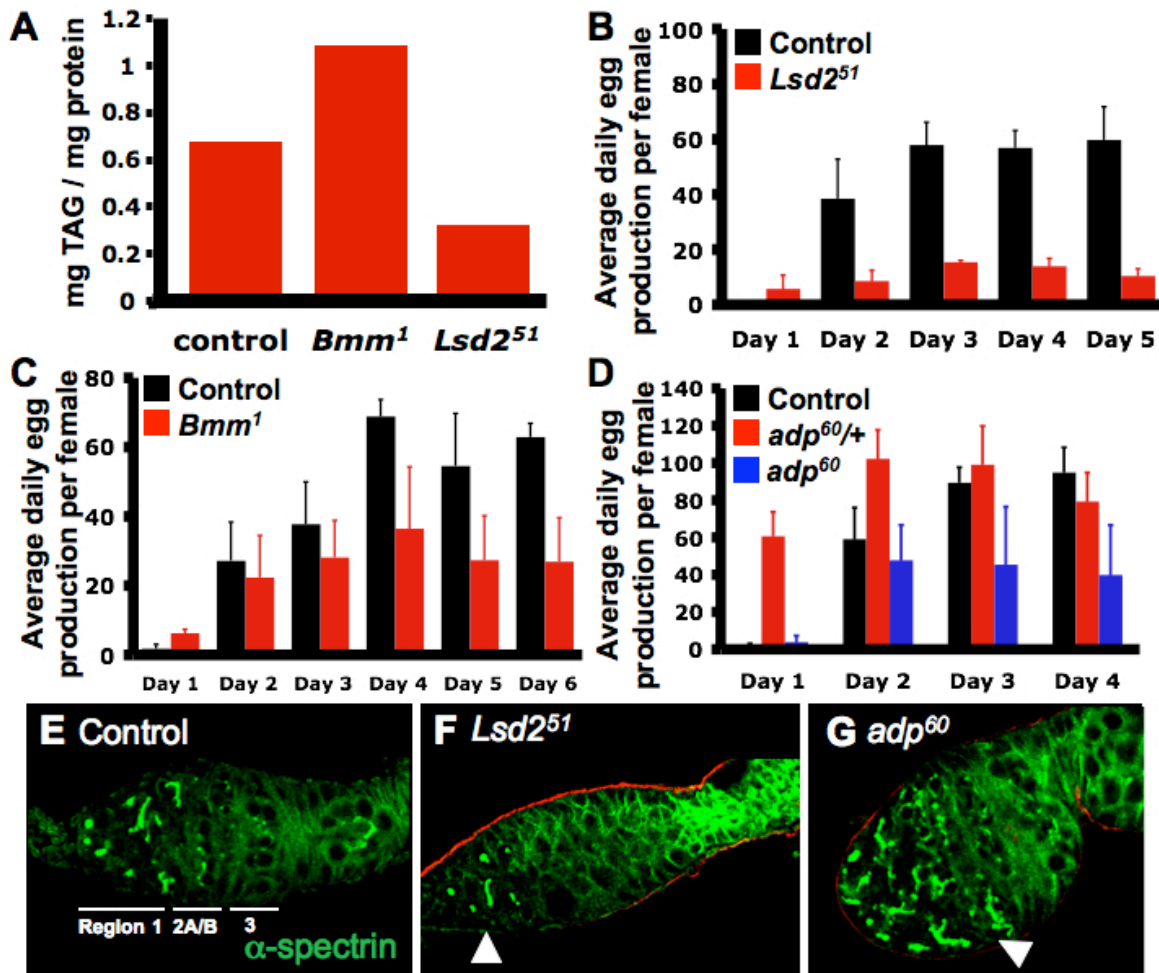 A
mg TAG / mg protein
1.2
1
0.8
0.6
0.4
0.2
0
control Bmm¹ Lsd2⁵¹
B
Average daily egg
production per female
Control
Lsd2⁵¹
100
80
60
40
20
0
Day 1 Day 2 Day 3 Day 4 Day 5
C
Average daily egg
production per female
Control
Bmm¹
80
60
40
20
0
Day 1 Day 2 Day 3 Day 4 Day 5 Day 6
D
Average daily egg
production per female
Control
adp⁶⁰/+
adp⁶⁰
140
120
100
80
60
40
20
0
Day 1 Day 2 Day 3 Day 4
E Control
Region 1 2A/B 3
α-spectrin
F Lsd2⁵¹
G adp⁶⁰